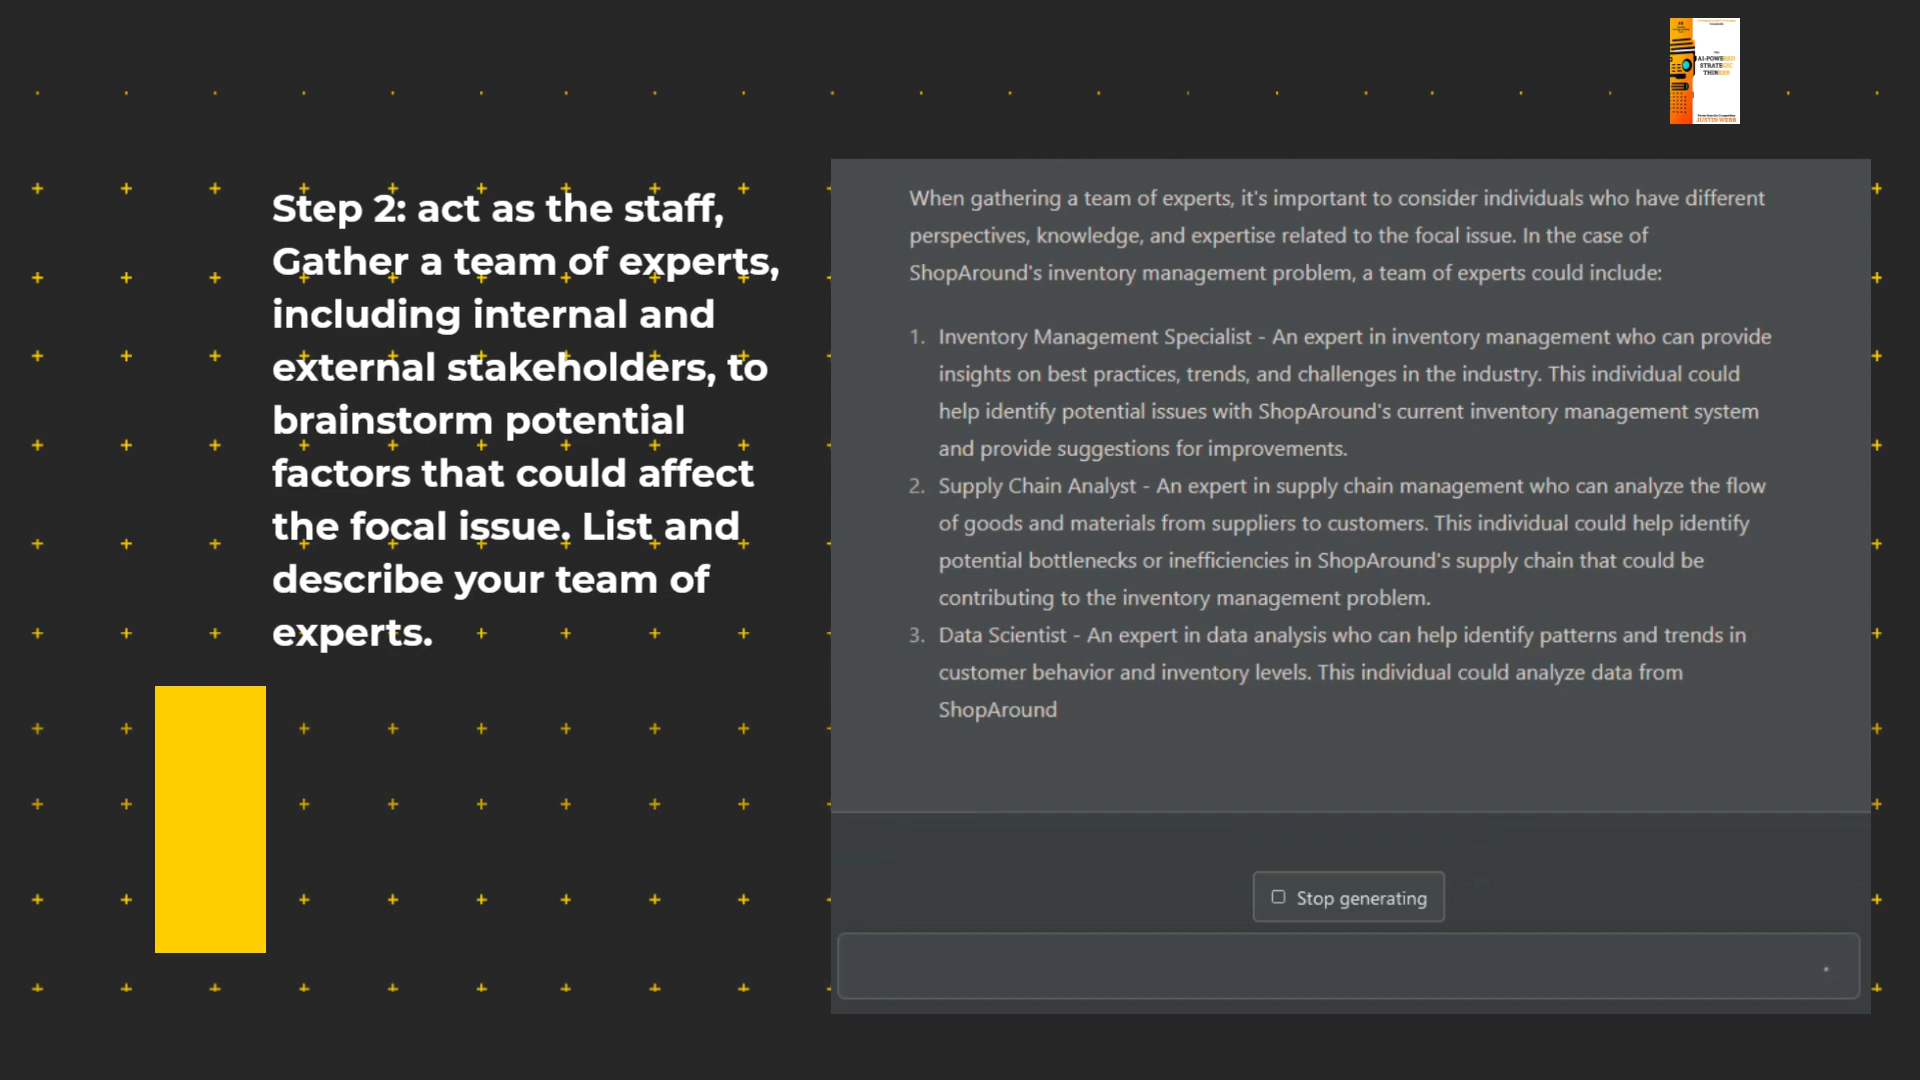 THE
AI-POWERED
STRATEGIC
THINKER
JUSTIN WEBB
Step 2: act as the staff,
Gather a team of experts,
including internal and
external stakeholders, to
brainstorm potential
factors that could affect
the focal issue. List and
describe your team of
experts.
When gathering a team of experts, it's important to consider individuals who have different
perspectives, knowledge, and expertise related to the focal issue. In the case of
ShopAround's inventory management problem, a team of experts could include:
1. Inventory Management Specialist - An expert in inventory management who can provide
insights on best practices, trends, and challenges in the industry. This individual could
help identify potential issues with ShopAround's current inventory management system
and provide suggestions for improvements.
2. Supply Chain Analyst - An expert in supply chain management who can analyze the flow
of goods and materials from suppliers to customers. This individual could help identify
potential bottlenecks or inefficiencies in ShopAround's supply chain that could be
contributing to the inventory management problem.
3. Data Scientist - An expert in data analysis who can help identify patterns and trends in
customer behavior and inventory levels. This individual could analyze data from
ShopAround
Stop generating